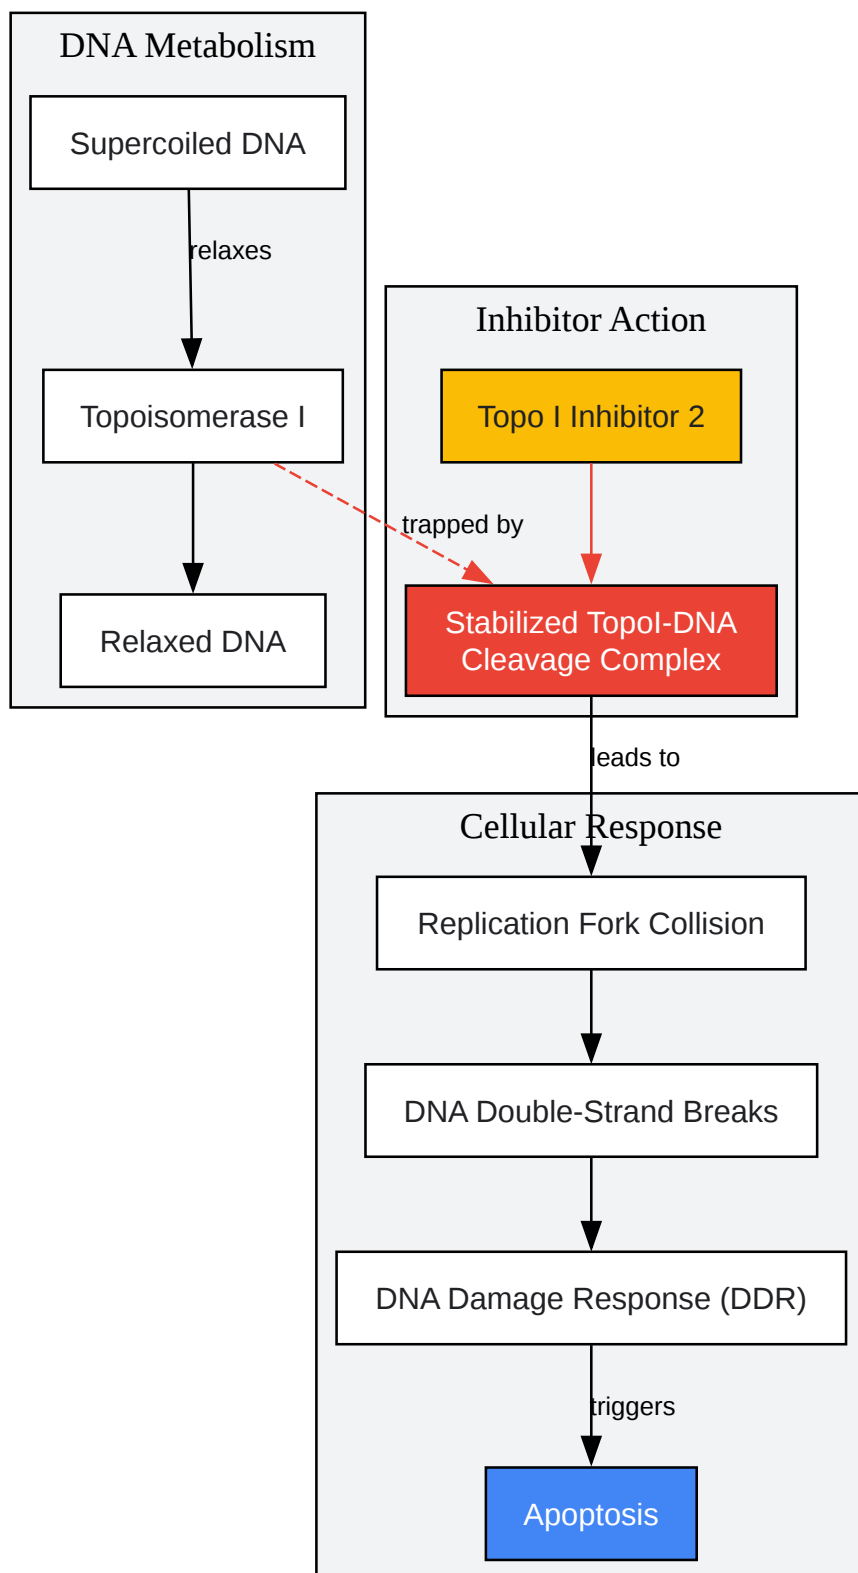 DNA Metabolism
Supercoiled DNA
relaxes
Topoisomerase I
Relaxed DNA
Inhibitor Action
Topo I Inhibitor 2
trapped by
Stabilized TopoI-DNA
Cleavage Complex
leads to
Cellular Response
Replication Fork Collision
DNA Double-Strand Breaks
DNA Damage Response (DDR)
triggers
Apoptosis